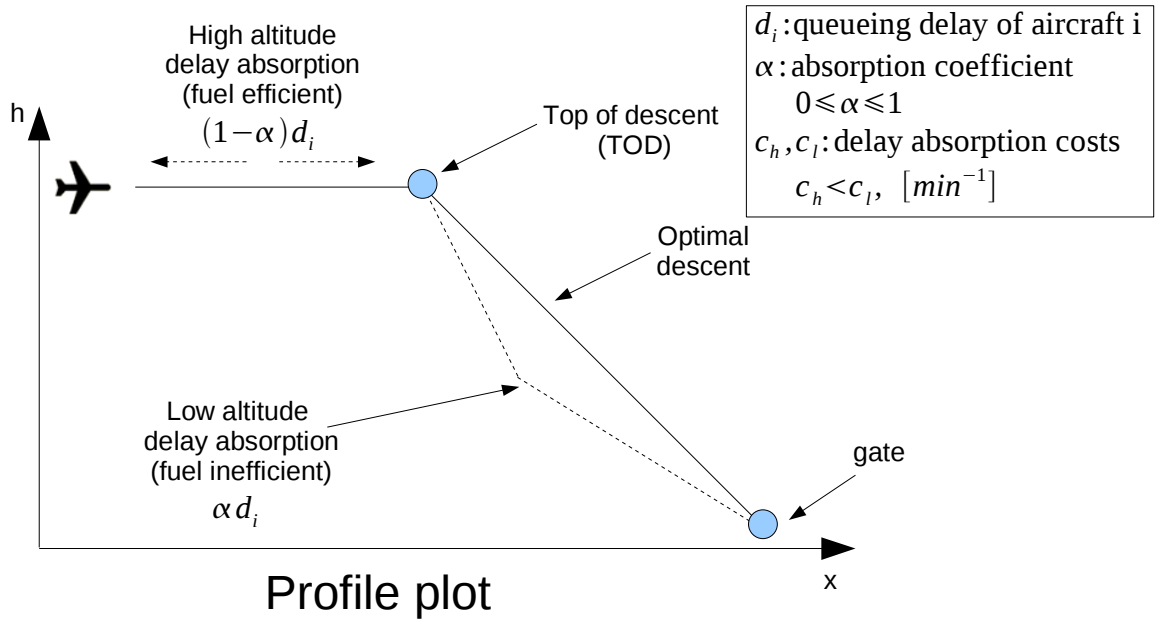 High altitude
delay absorption
(fuel efficient)
(1−α)d_i
h
Top of descent
(TOD)
d_i:queueing delay of aircraft i
α:absorption coefficient
0⩽α⩽1
c_h,c_l:delay absorption costs
c_h<c_l, [min⁻¹]
Optimal
descent
Low altitude
delay absorption
(fuel inefficient)
αd_i
gate
x
Profile plot